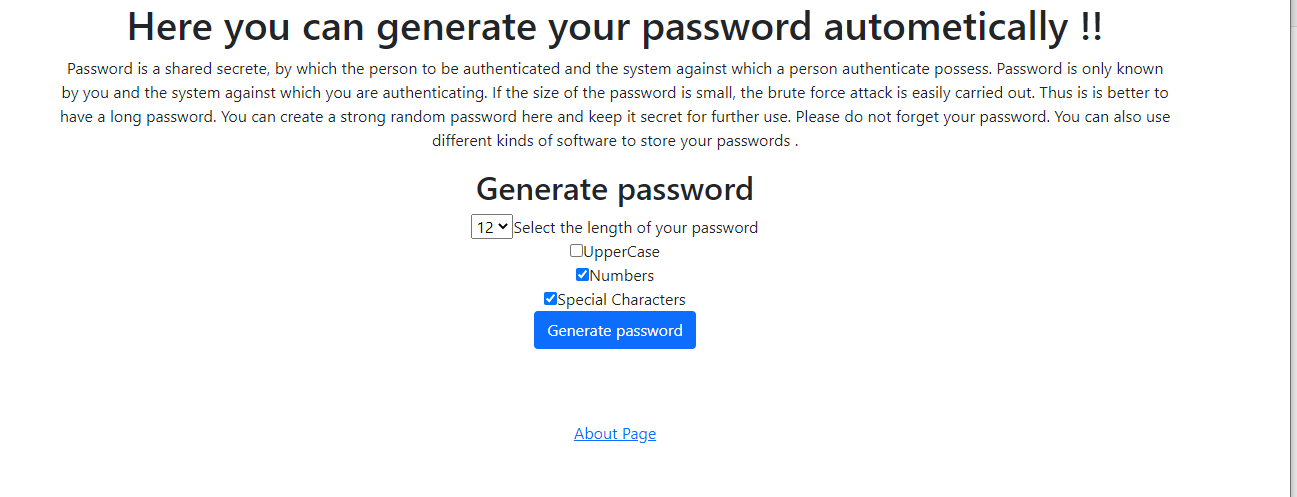 Here you can generate your password autometically !!
Password is a shared secrete, by which the person to be authenticated and the system against which a person authenticate possess. Password is only known
by you and the system against which you are authenticating. If the size of the password is small, the brute force attack is easily carried out. Thus is is better to
have a long password. You can create a strong random password here and keep it secret for further use. Please do not forget your password. You can also use
different kinds of software to store your passwords .
Generate password
12 Select the length of your password
UpperCase
Numbers
Special Characters
Generate password
About Page